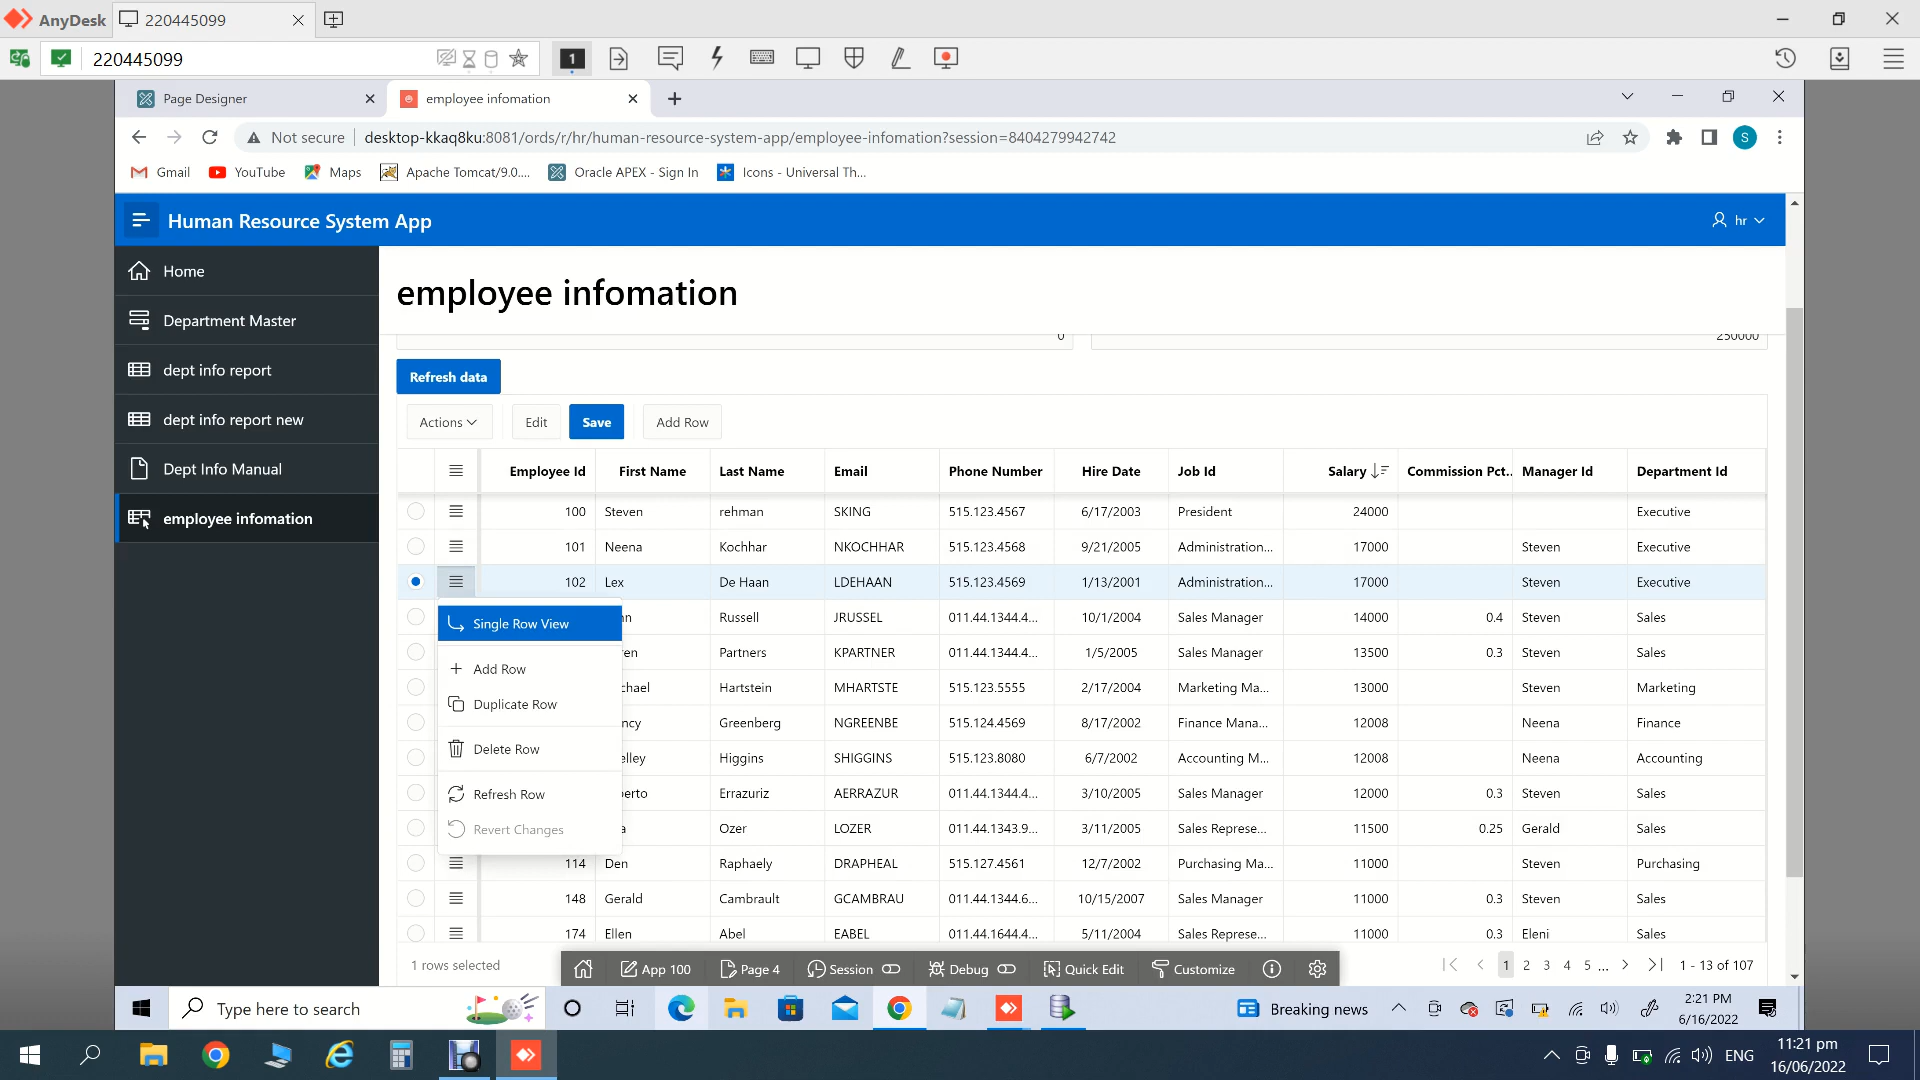 AnyDesk 220445099
220445099 1
Page Designer employee infomation
Not secure desktop-kkaq8ku:8081/ords/r/hr/human-resource-system-app/employee-infomation?session=8404279942742 S
Gmail YouTube Maps Apache Tomcat/9.0.... Oracle APEX - Sign In Icons - Universal Th...
Human Resource System App hr
Home
Department Master
dept info report
dept info report new
Dept Info Manual
employee infomation
employee infomation
0 250000
Refresh data
Actions Edit Save Add Row
Employee Id First Name Last Name Email Phone Number Hire Date Job Id Salary Commission Pct.. Manager Id Department Id
100 Steven rehman SKING 515.123.4567 6/17/2003 President 24000 Executive
101 Neena Kochhar NKOCHHAR 515.123.4568 9/21/2005 Administration... 17000 Steven Executive
102 Lex De Haan LDEHAAN 515.123.4569 1/13/2001 Administration... 17000 Steven Executive
Russell JRUSSEL 011.44.1344.4... 10/1/2004 Sales Manager 14000 0.4 Steven Sales
Partners KPARTNER 011.44.1344.4... 1/5/2005 Sales Manager 13500 0.3 Steven Sales
chael Hartstein MHARTSTE 515.123.5555 2/17/2004 Marketing Ma... 13000 Steven Marketing
ncy Greenberg NGREENBE 515.124.4569 8/17/2002 Finance Mana... 12008 Neena Finance
elley Higgins SHIGGINS 515.123.8080 6/7/2002 Accounting M... 12008 Neena Accounting
erto Errazuriz AERRAZUR 011.44.1344.4... 3/10/2005 Sales Manager 12000 0.3 Steven Sales
a Ozer LOZER 011.44.1343.9... 3/11/2005 Sales Represe... 11500 0.25 Gerald Sales
114 Den Raphaely DRAPHEAL 515.127.4561 12/7/2002 Purchasing Ma... 11000 Steven Purchasing
148 Gerald Cambrault GCAMBRAU 011.44.1344.6... 10/15/2007 Sales Manager 11000 0.3 Steven Sales
174 Ellen Abel EABEL 011.44.1644.4... 5/11/2004 Sales Represe... 11000 0.3 Eleni Sales
Single Row View
Add Row
Duplicate Row
Delete Row
Refresh Row
Revert Changes
1 rows selected App 100 Page 4 Session Debug Quick Edit Customize 1 2 3 4 5 ... 1 - 13 of 107
Type here to search Breaking news 2:21 PM
6/16/2022
ENG 11:21 pm
16/06/2022